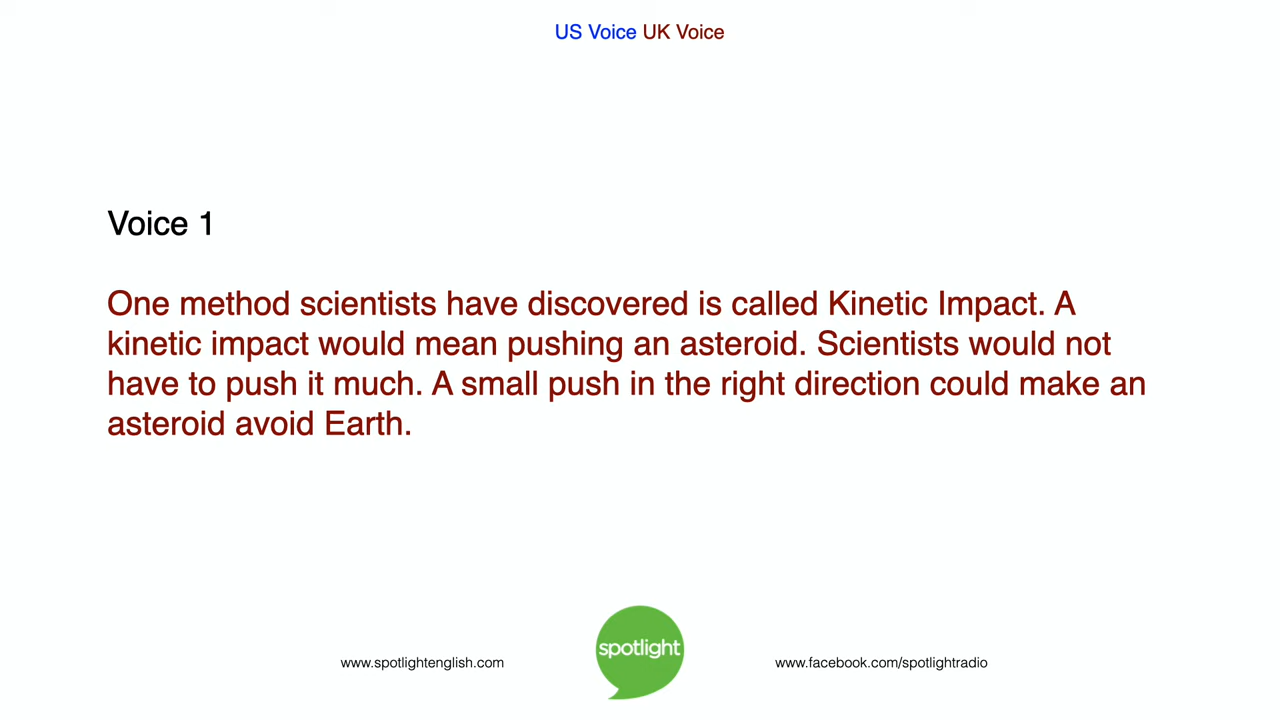 US Voice UK Voice
Voice 1
One method scientists have discovered is called Kinetic Impact. A
kinetic impact would mean pushing an asteroid. Scientists would not
have to push it much. A small push in the right direction could make an
asteroid avoid Earth.
www.spotlightenglish.com
spotlight
www.facebook.com/spotlightradio